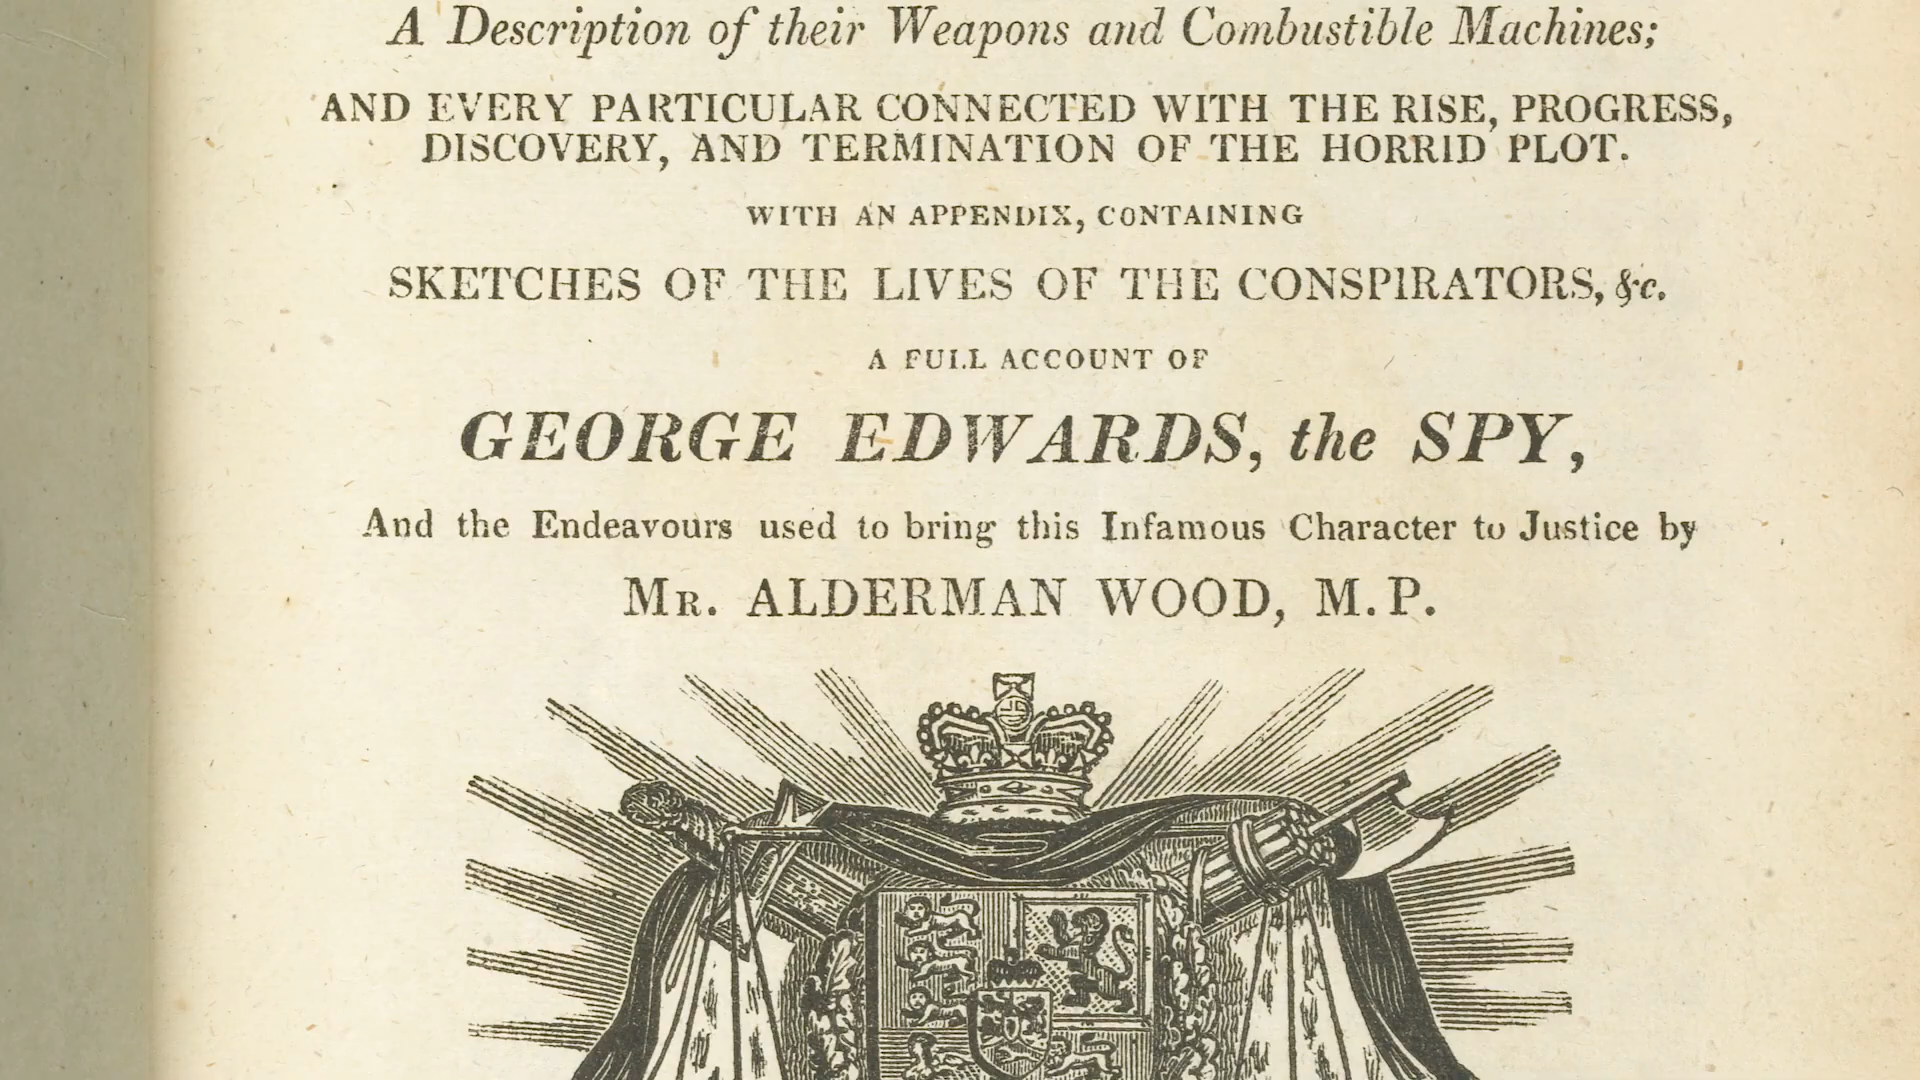 A Description of their Weapons and Combustible Machines;
AND EVERY PARTICULAR CONNECTED WITH THE RISE, PROGRESS,
DISCOVERY, AND TERMINATION OF THE HORRID PLOT.
WITH AN APPENDIX, CONTAINING
SKETCHES OF THE LIVES OF THE CONSPIRATORS, &c.
A FULL ACCOUNT OF
GEORGE EDWARDS, the SPY,
And the Endeavours used to bring this Infamous Character to Justice by
MR. ALDERMAN WOOD, M.P.